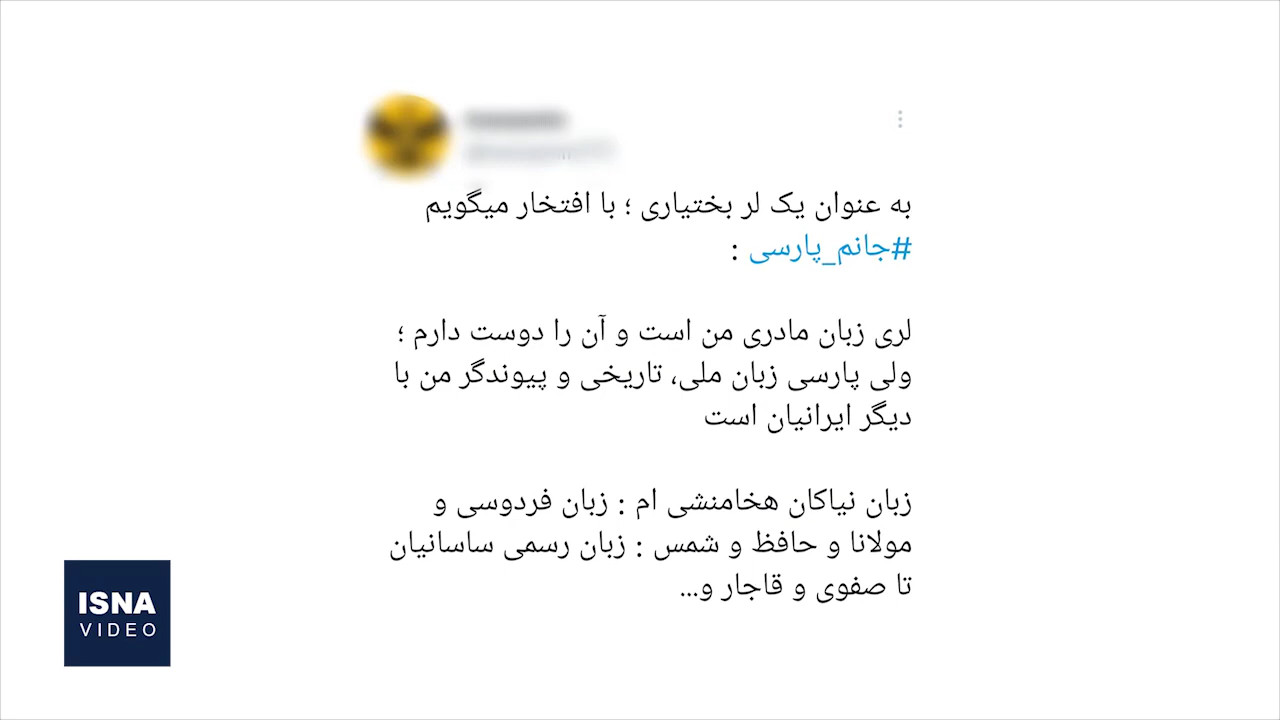 به عنوان یک لر بختیاری ؛ با افتخار میگویم
#جانم_پارسی :
لری زبان مادری من است و آن را دوست دارم ؛
ولی پارسی زبان ملی، تاریخی و پیوندگر من با
دیگر ایرانیان است
زبان نیاکان هخامنشی ام : زبان فردوسی و
مولانا و حافظ و شمس : زبان رسمی ساسانیان
تا صفوی و قاجار و...
ISNA
VIDEO